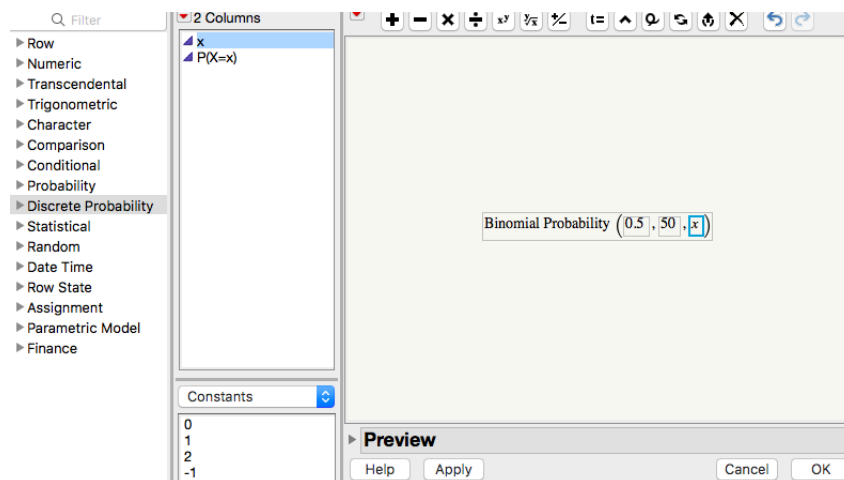 Filter
Row
Numeric
Transcendental
Trigonometric
Character
Comparison
Conditional
Probability
Discrete Probability
Statistical
Random
Date Time
Row State
Assignment
Parametric Model
Finance
2 Columns
x
P(X=x)
Constants
0
1
2
-1
t=
Binomial Probability (0.5 , 50 , x)
Preview
Help Apply Cancel OK